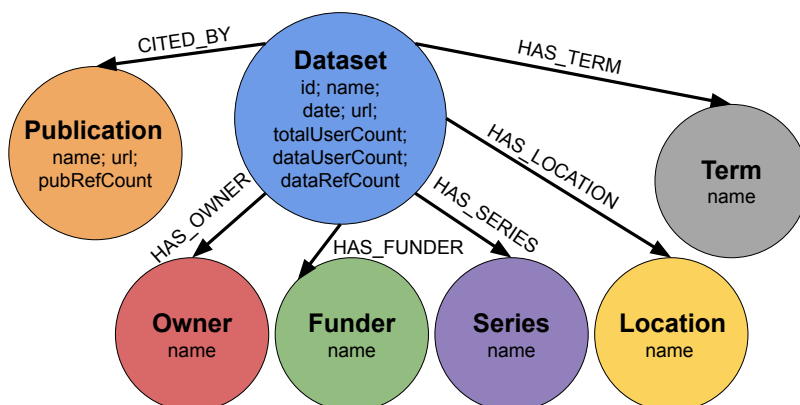 CITED_BY
HAS_TERM
Dataset
id; name;
date; url;
totalUserCount;
dataUserCount;
dataRefCount
Publication
name; url;
pubRefCount
HAS_LOCATION
Term
name
HAS_OWNER
HAS_FUNDER
HAS_SERIES
Owner
name
Funder
name
Series
name
Location
name